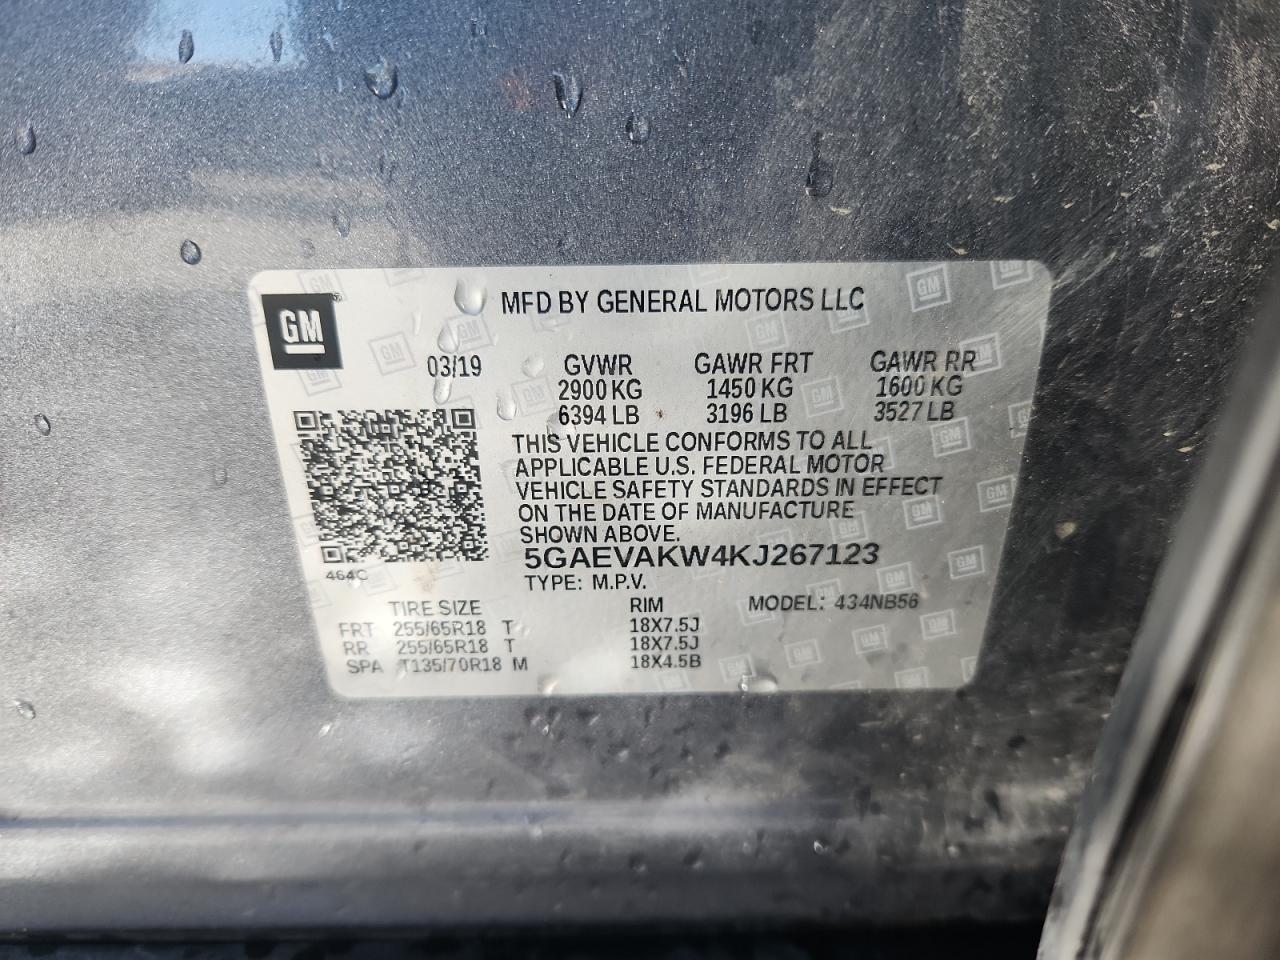 GM
MFD BY GENERAL MOTORS LLC
03/19 GVWR GAWR FRT GAWR RR
2900 KG 1450 KG 1600 KG
6394 LB 3196 LB 3527 LB
THIS VEHICLE CONFORMS TO ALL
APPLICABLE U.S. FEDERAL MOTOR
VEHICLE SAFETY STANDARDS IN EFFECT
ON THE DATE OF MANUFACTURE
SHOWN ABOVE.
5GAEVAKW4KJ267123
464C
TYPE: M.P.V.
TIRE SIZE RIM MODEL: 434NB56
FRT 255/65R18 T 18X7.5J
RR 255/65R18 T 18X7.5J
SPA T135/70R18 M 18X4.5B